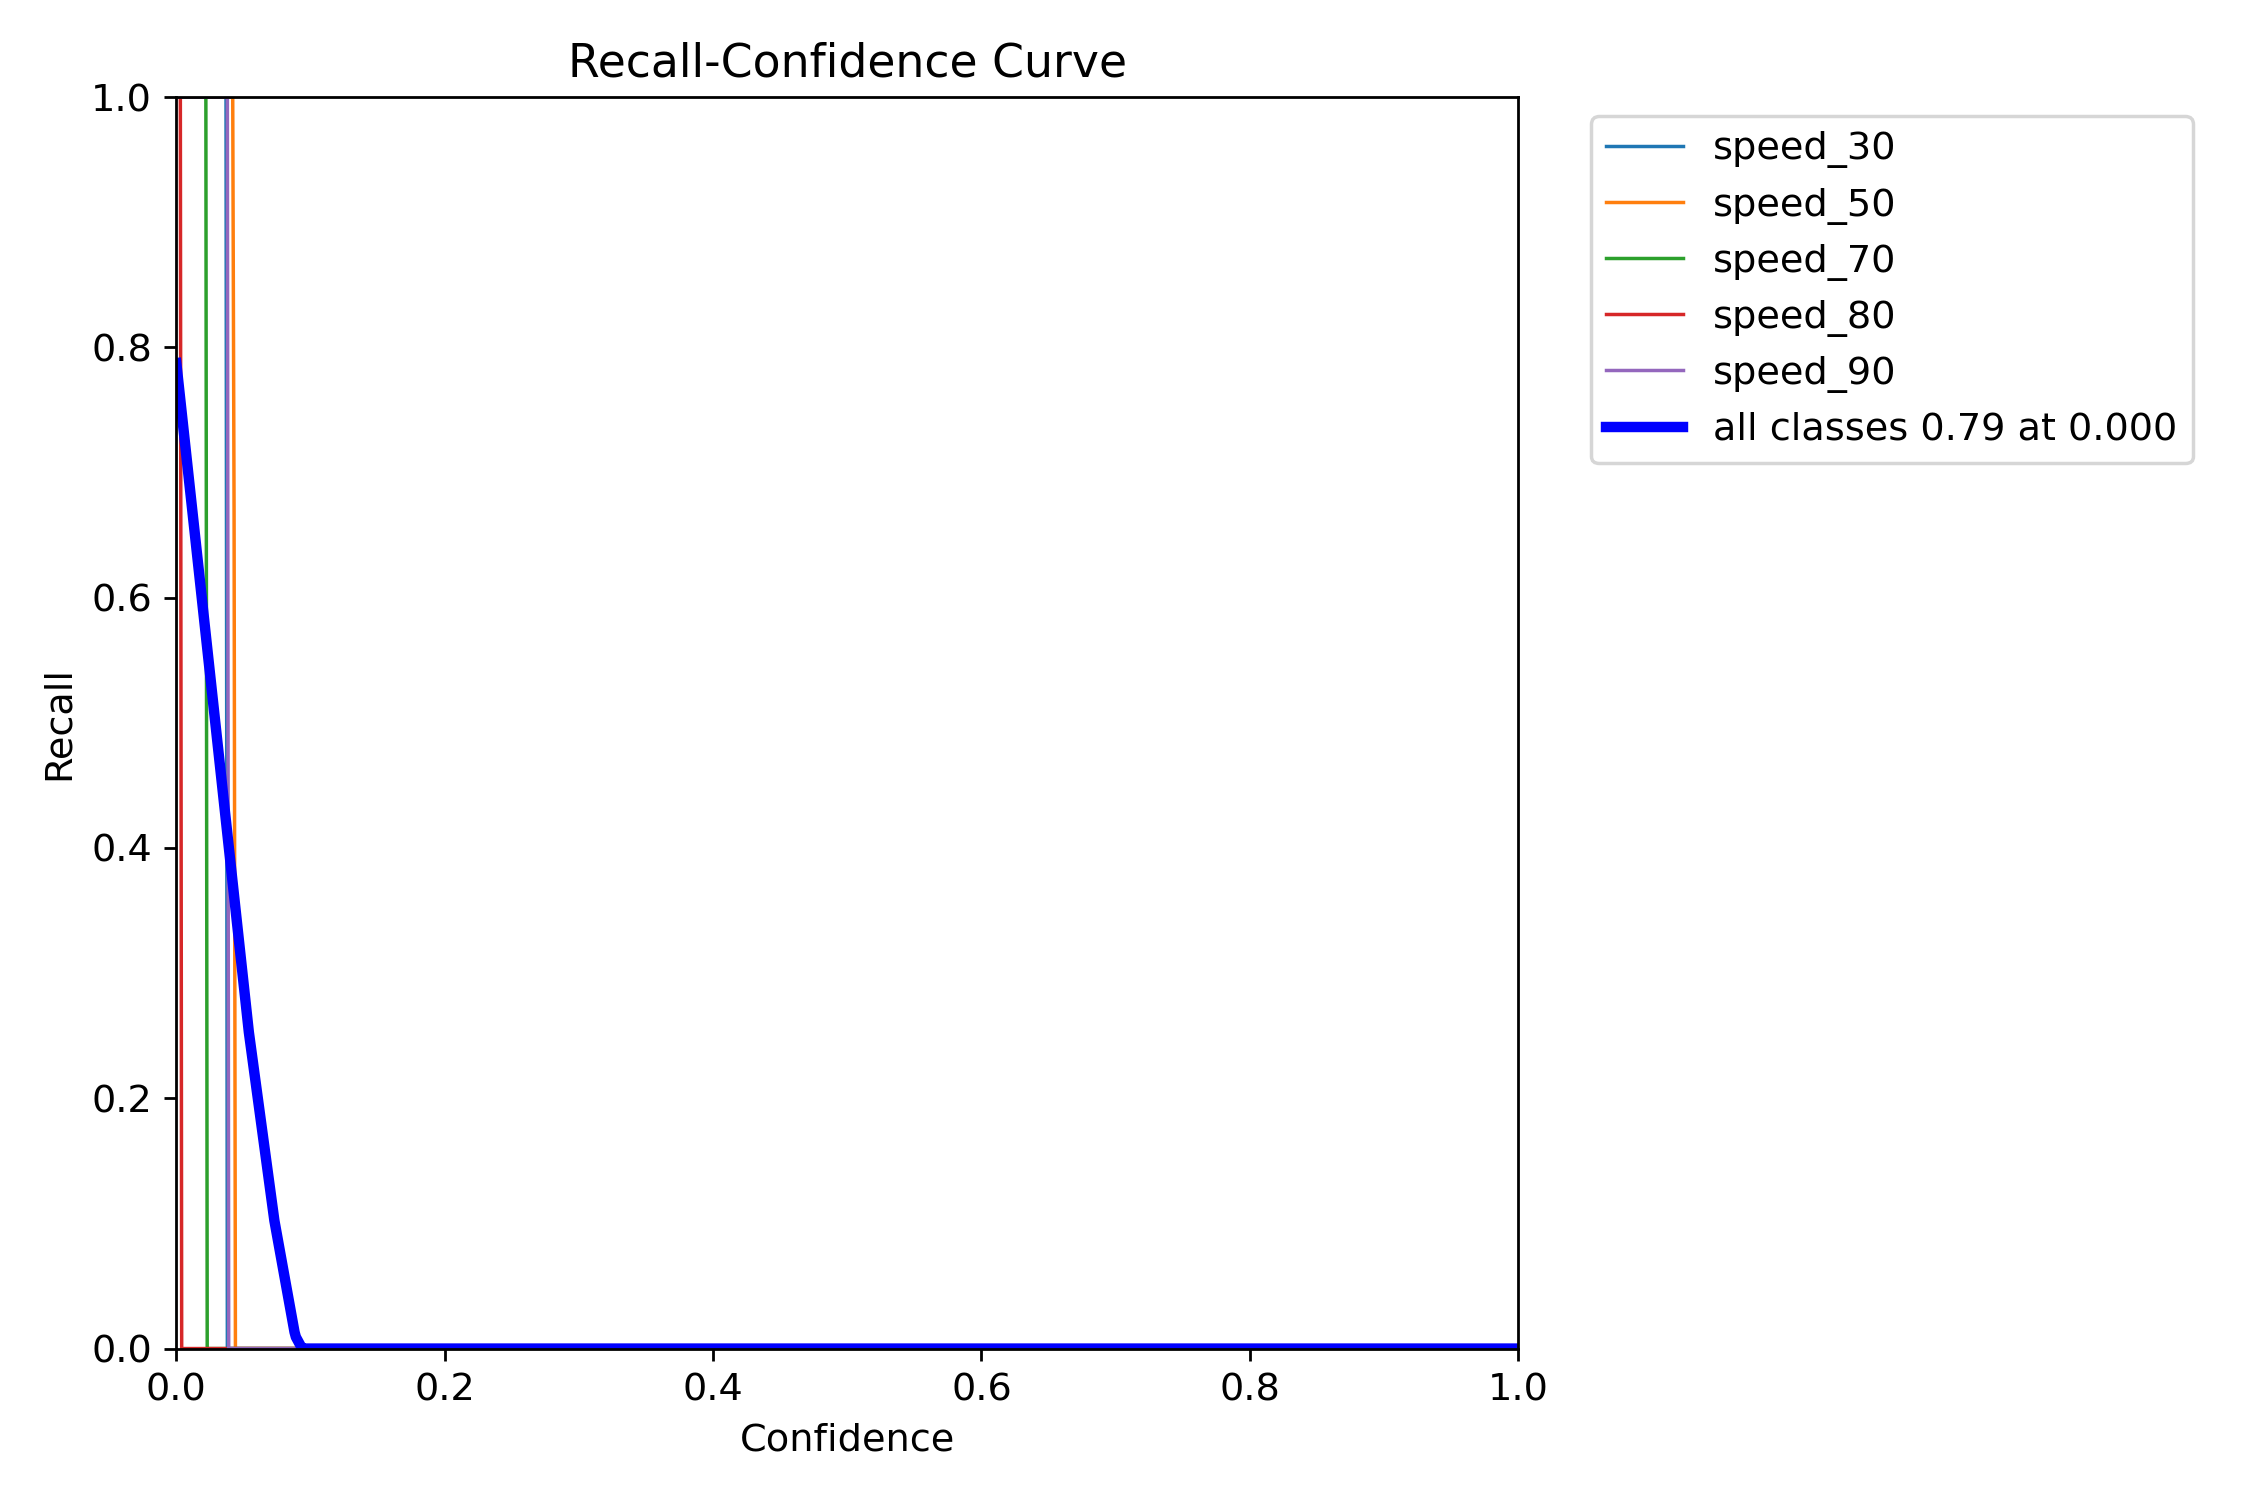 Recall-Confidence Curve
1.0
0.8
0.6
0.4
0.2
0.0
Recall
0.0 0.2 0.4 0.6 0.8 1.0
Confidence
speed_30
speed_50
speed_70
speed_80
speed_90
all classes 0.79 at 0.000